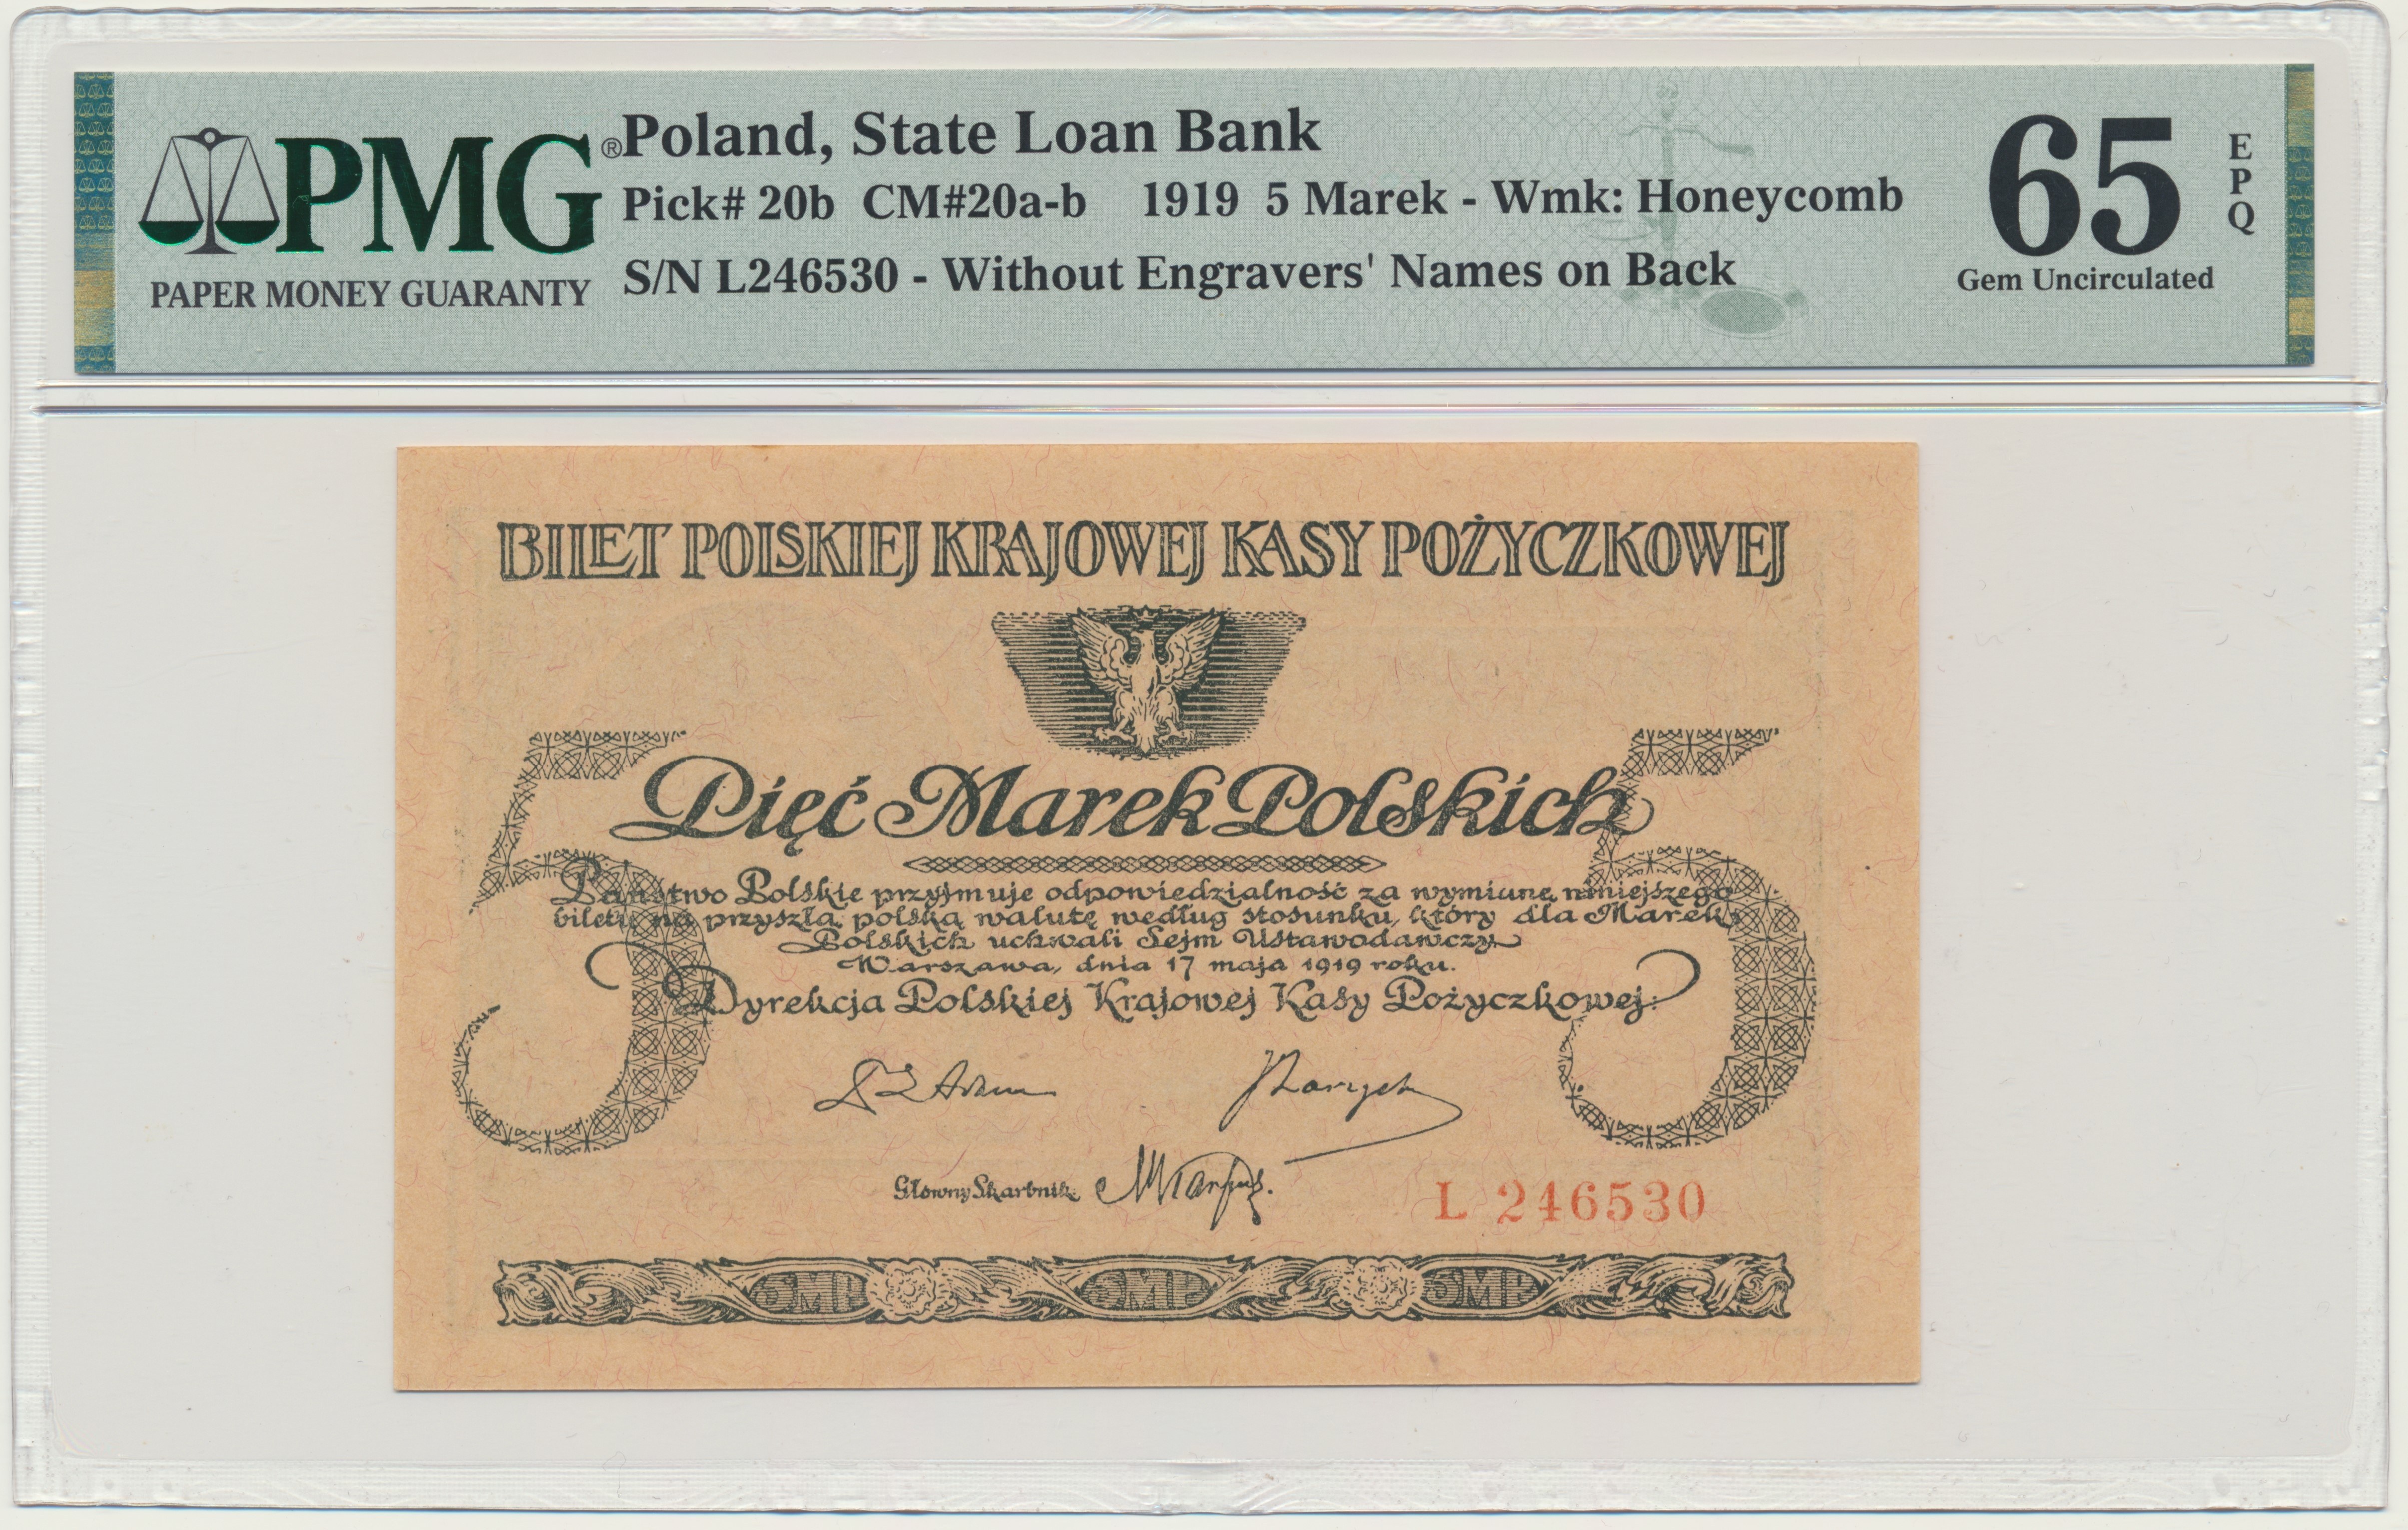 PMG®
PAPER MONEY GUARANTY
Poland, State Loan Bank
Pick# 20b CM#20a-b 1919 5 Marek - Wmk: Honeycomb
S/N L246530 - Without Engravers' Names on Back
65
EPQ
Gem Uncirculated
BILET POLSKIEJ KRAJOWEJ KASY POŻYCZKOWEJ
5 5
Pięć Marek Polskich
Państwo Polskie przyjmuje odpowiedzialność za wymianę niniejszego
biletu na przyszłą polską walutę według stosunku, który dla Marek
Polskich uchwali Sejm Ustawodawczy
Warszawa, dnia 17 maja 1919 roku.
Dyrekcja Polskiej Krajowej Kasy Pożyczkowej:
Główny Skarbnik
L 246530
5MP 5MP 5MP